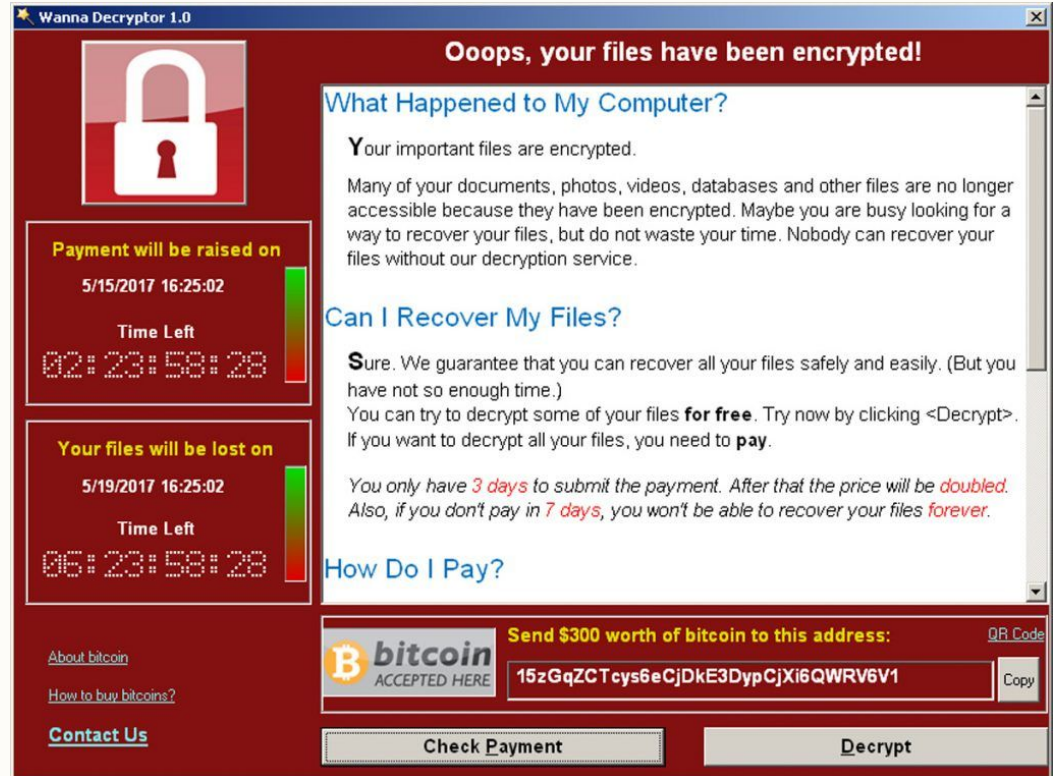 Wanna Decryptor 1.0
Ooops, your files have been encrypted!
Payment will be raised on
5/15/2017 16:25:02
Time Left
02:23:58:28
Your files will be lost on
5/19/2017 16:25:02
Time Left
06:23:58:28
About bitcoin
How to buy bitcoins?
Contact Us
What Happened to My Computer?
Your important files are encrypted.
Many of your documents, photos, videos, databases and other files are no longer
accessible because they have been encrypted. Maybe you are busy looking for a
way to recover your files, but do not waste your time. Nobody can recover your
files without our decryption service.
Can I Recover My Files?
Sure. We guarantee that you can recover all your files safely and easily. (But you
have not so enough time.)
You can try to decrypt some of your files for free. Try now by clicking <Decrypt>.
If you want to decrypt all your files, you need to pay.
You only have 3 days to submit the payment. After that the price will be doubled.
Also, if you don't pay in 7 days, you won't be able to recover your files forever.
How Do I Pay?
bitcoin
ACCEPTED HERE
Send $300 worth of bitcoin to this address:
QR Code
15zGqZCTcys6eCjDkE3DypCjXi6QWRV6V1
Copy
Check Payment
Decrypt